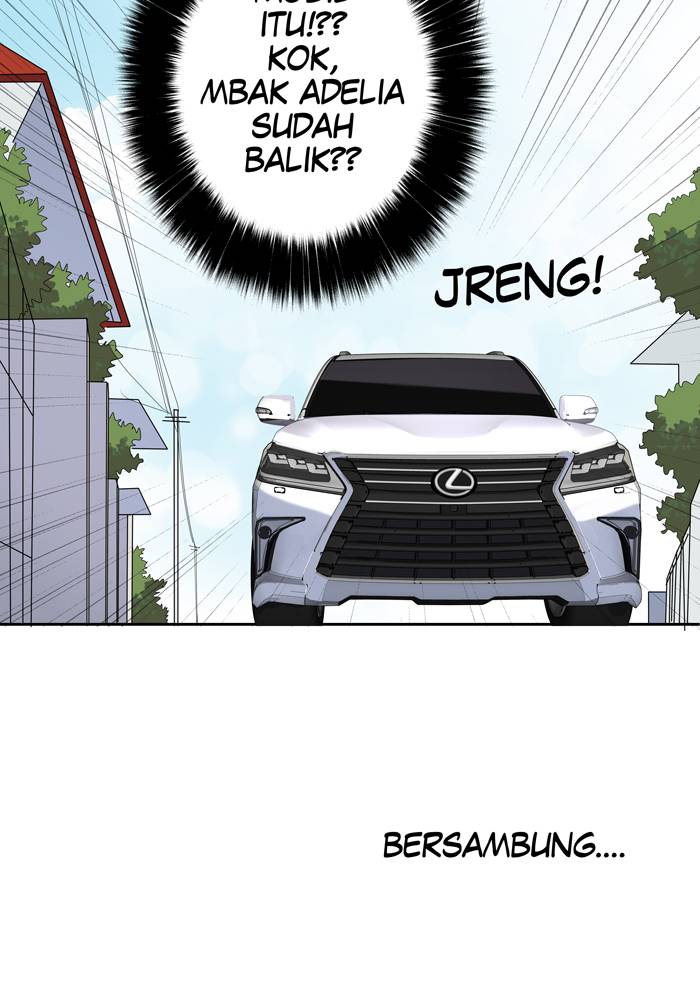 ITU!??
KOK,
MBAK ADELIA
SUDAH
BALIK??
JRENG!
BERSAMBUNG....